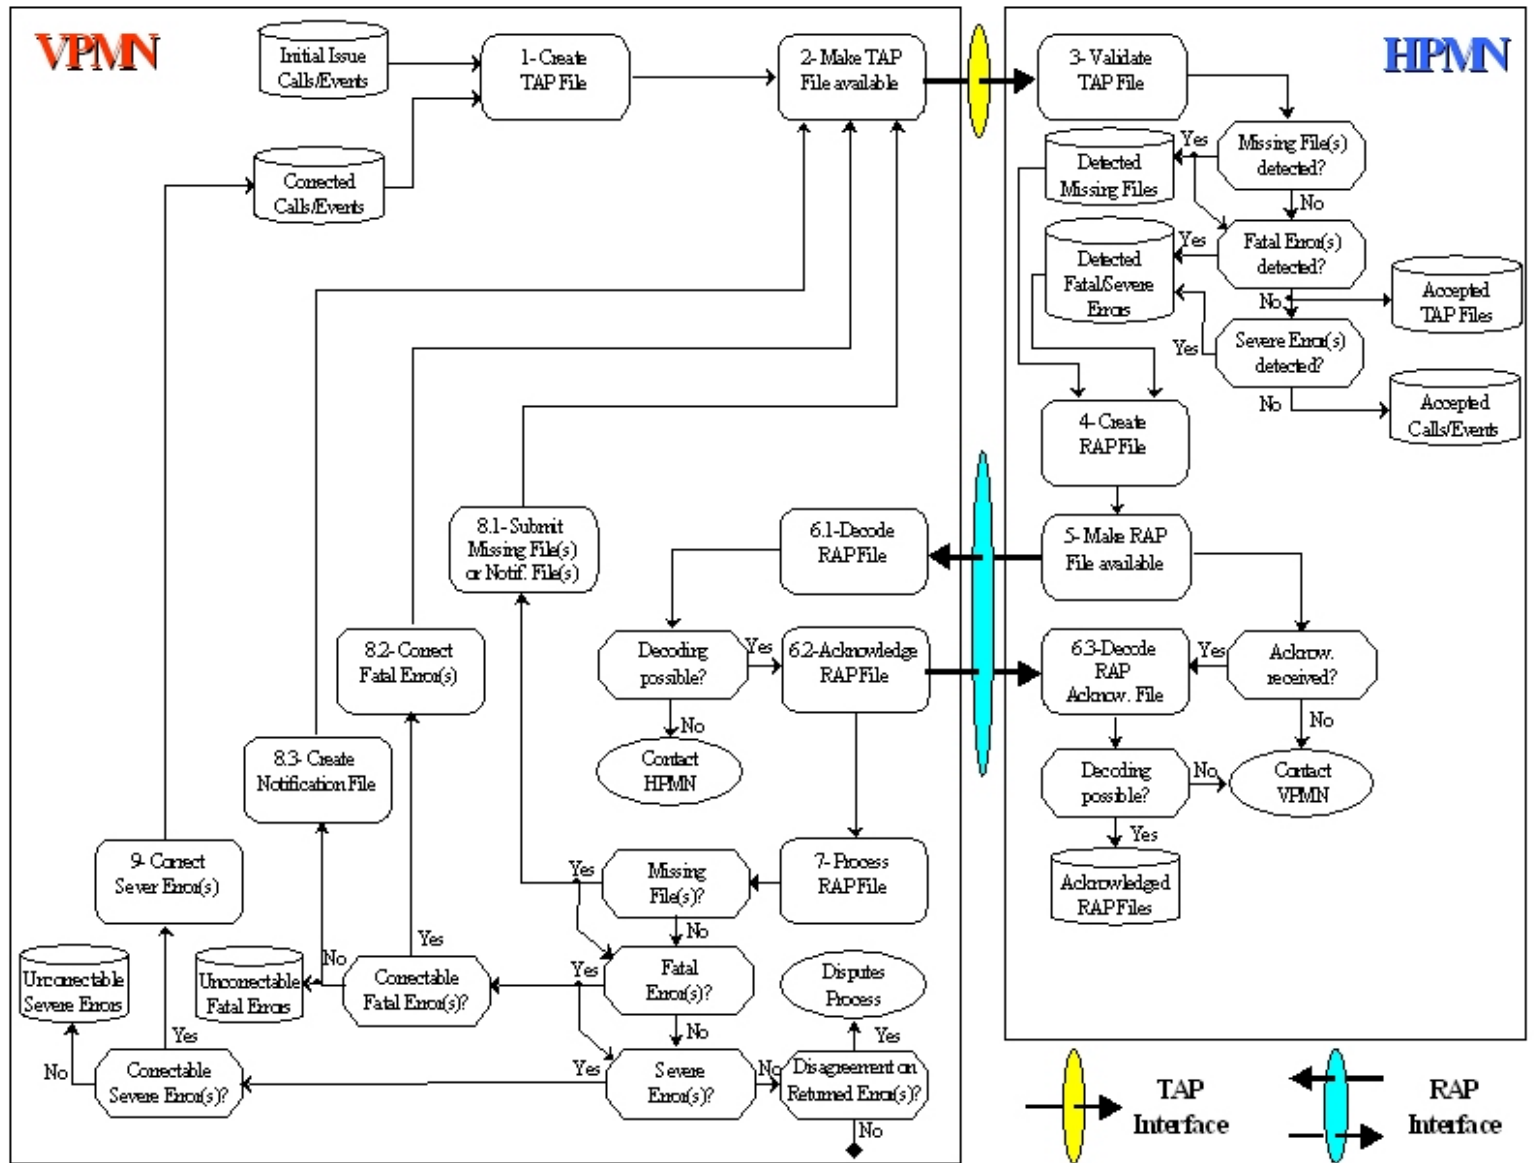 VPMN
HPMN
Initial Issue
Calls/Events
1- Create
TAP File
2- Make TAP
File available
3- Validate
TAP File
Missing File(s)
detected?
Yes
Detected
Missing Files
No
Corrected
Calls/Events
Fatal Error(s)
detected?
Yes
Detected
Fatal/Severe
Errors
No
Accepted
TAP Files
Severe Error(s)
detected?
Yes
No
Accepted
Calls/Events
4- Create
RAP File
8.1- Submit
Missing File(s)
or Notif. File(s)
6.1-Decode
RAP File
5- Make RAP
File available
8.2- Correct
Fatal Error(s)
Decoding
possible?
Yes
6.2-Acknowledge
RAP File
6.3-Decode
RAP
Acknow. File
Yes
Acknow.
received?
No
No
8.3- Create
Notification File
Contact
HPMN
Decoding
possible?
No
Contact
VPMN
Yes
9- Correct
Sever Error(s)
Yes
Missing
File(s)?
7- Process
RAP File
Acknowledged
RAP Files
No
Yes
Uncorrectable
Severe Errors
Uncorrectable
Fatal Errors
No
Correctable
Fatal Error(s)?
Yes
Fatal
Error(s)?
Disputes
Process
Yes
No
Yes
No
Correctable
Severe Error(s)?
Yes
Severe
Error(s)?
No
Disagreement on
Returned Error(s)?
No
TAP
Interface
RAP
Interface